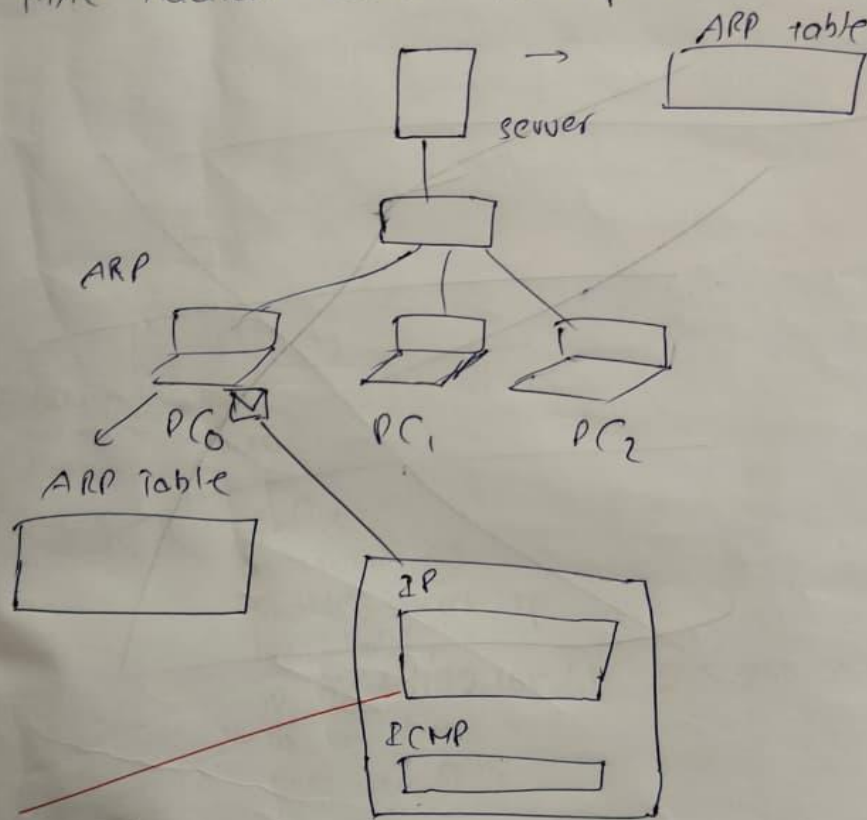 ARP table
server
ARP
PC0
PC1
PC2
ARP Table
IP
ICMP